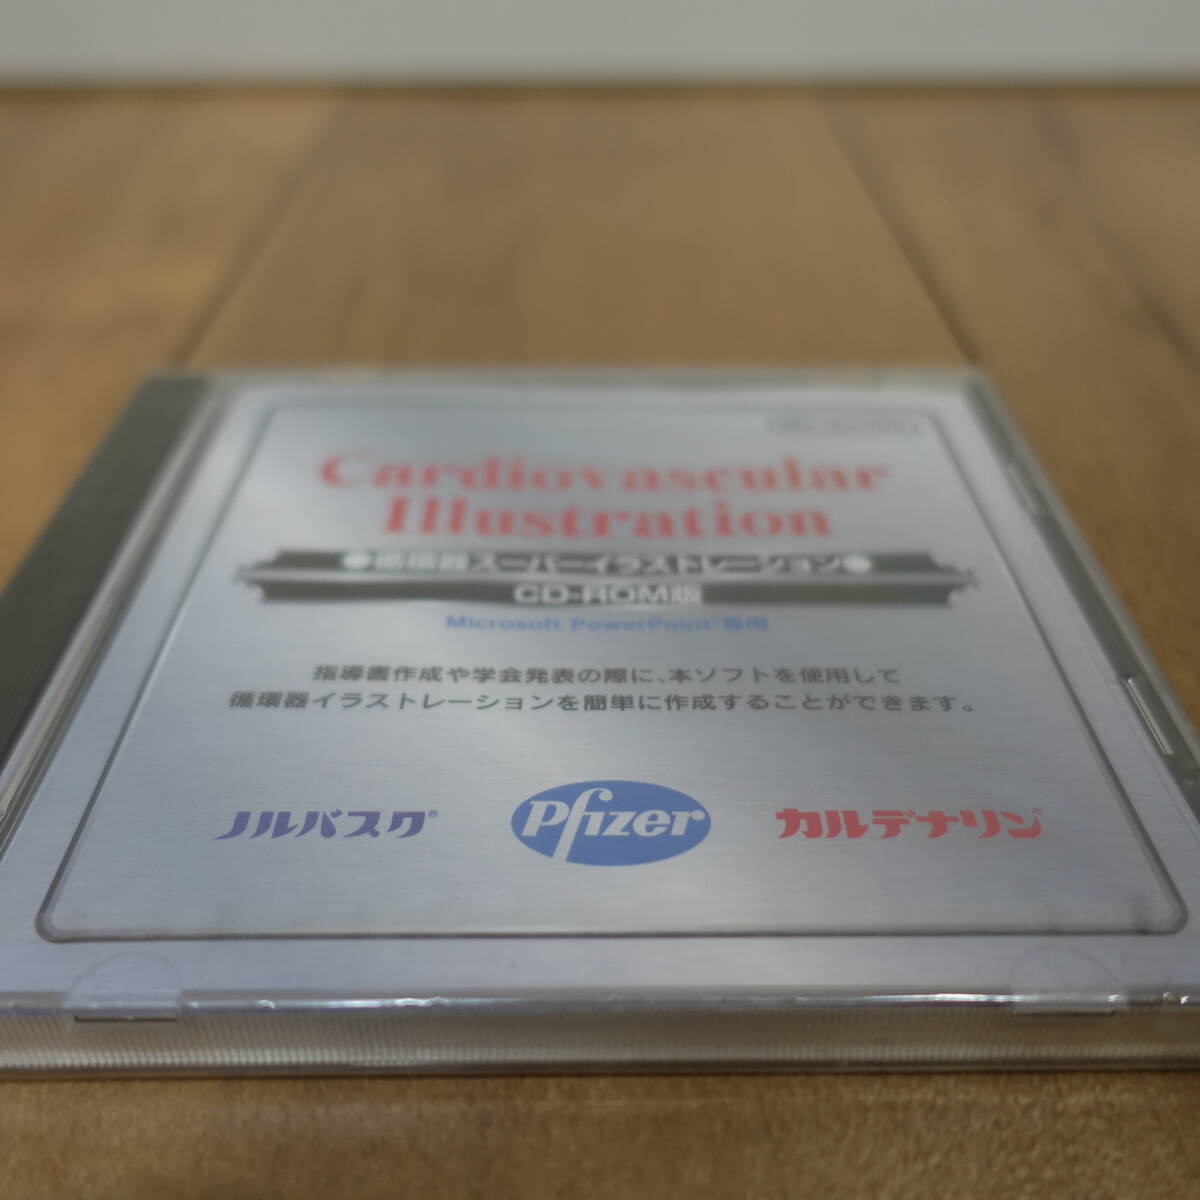 Cardiovascular
Illustration
●循環器スーパーイラストレーション●
CD-ROM版
Microsoft PowerPoint 専用
指導書作成や学会発表の際に、本ソフトを使用して
循環器イラストレーションを簡単に作成することができます。
ノルバスク® Pfizer カルデナリン®